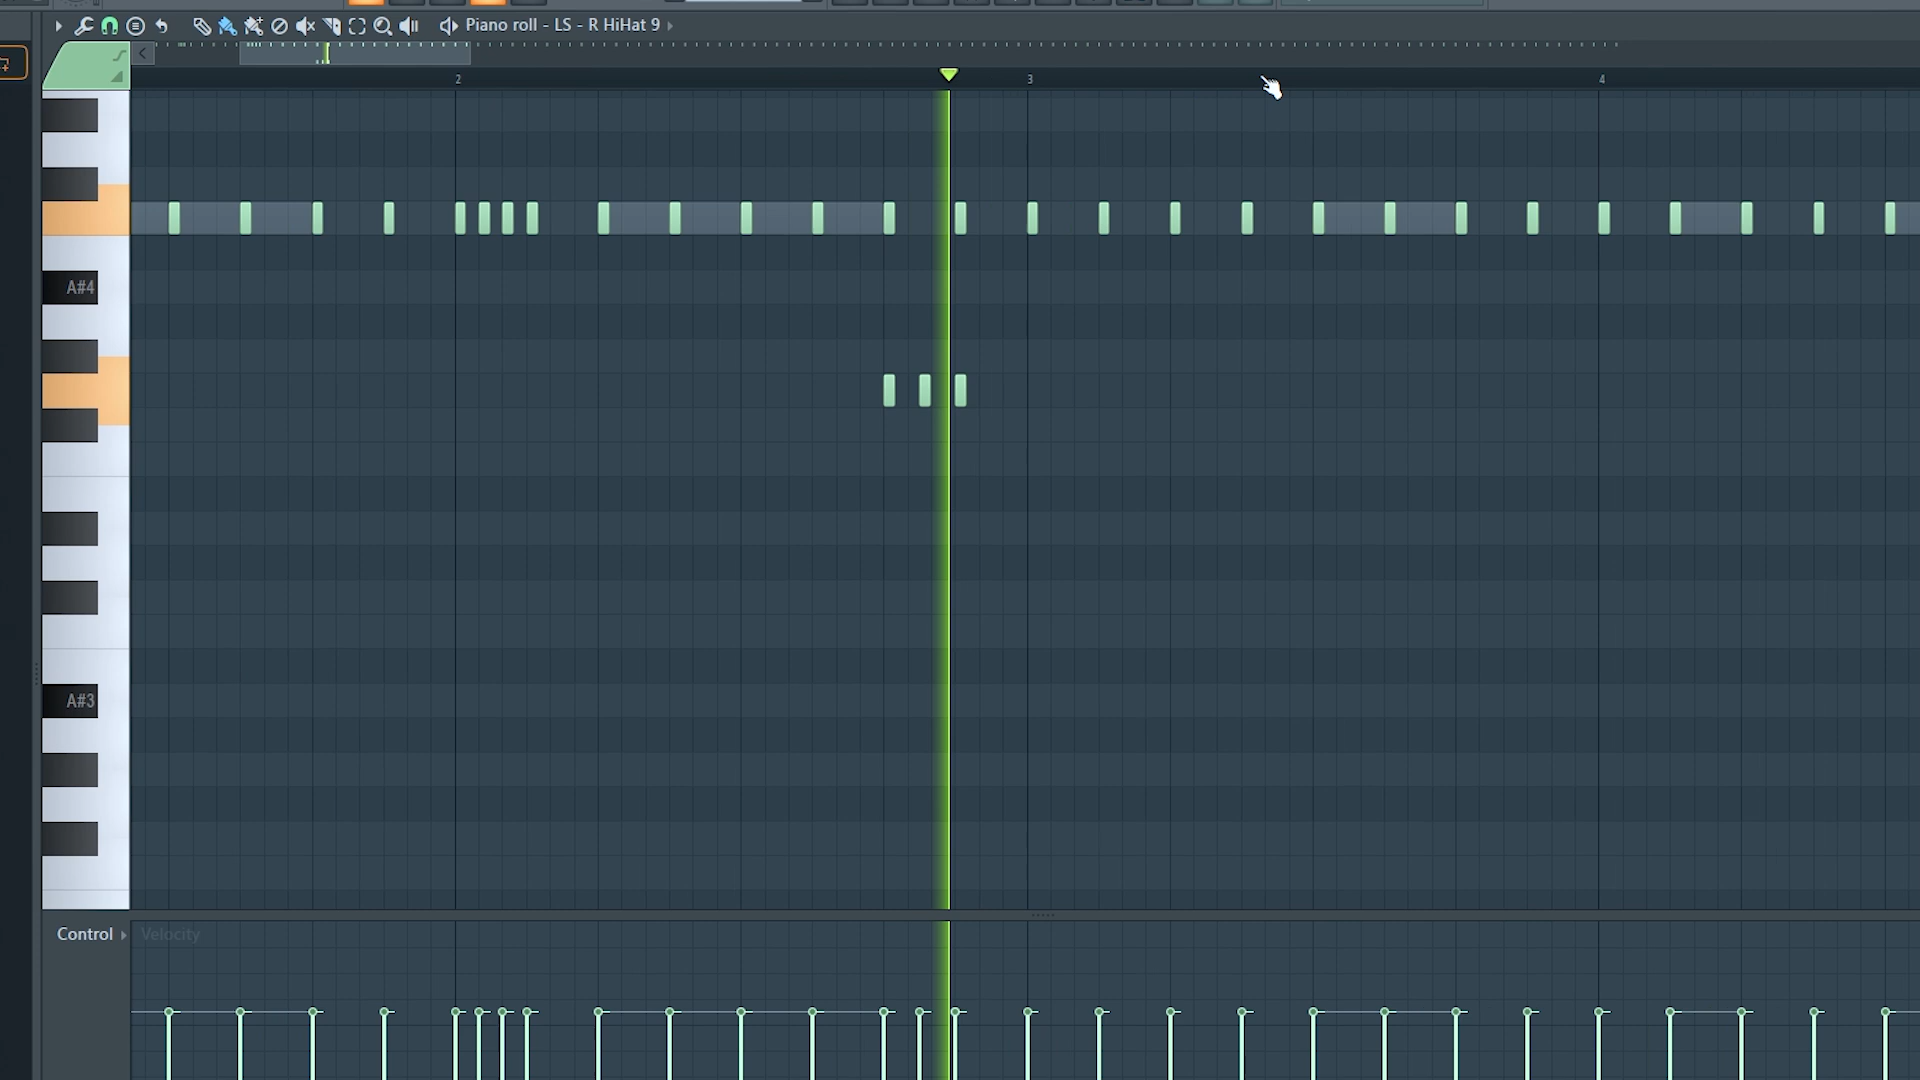 Piano roll - LS - R HiHat 9
2
3
4
A#4
A#3
Control
Velocity